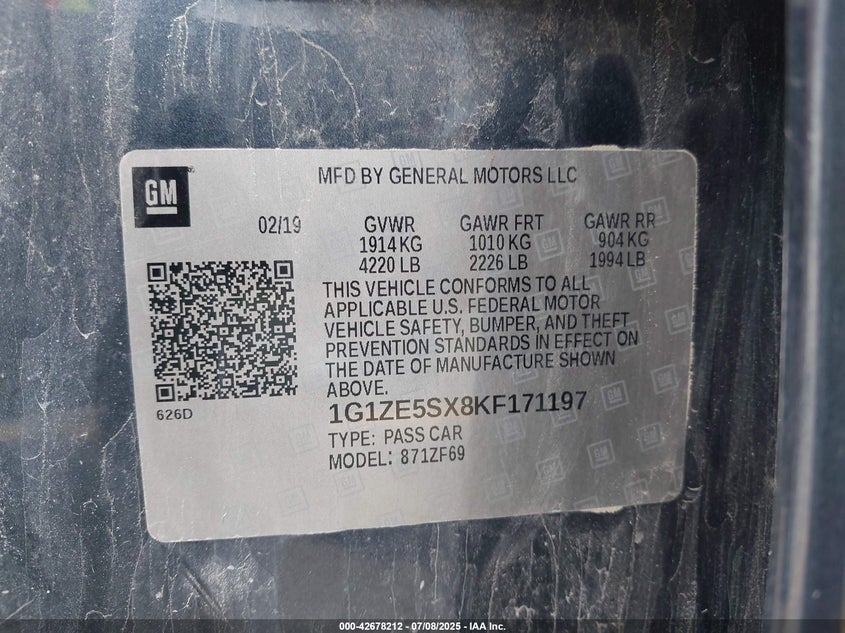 GM
MFD BY GENERAL MOTORS LLC
02/19
GVWR GAWR FRT GAWR RR
1914 KG 1010 KG 904 KG
4220 LB 2226 LB 1994 LB
THIS VEHICLE CONFORMS TO ALL
APPLICABLE U.S. FEDERAL MOTOR
VEHICLE SAFETY, BUMPER, AND THEFT
PREVENTION STANDARDS IN EFFECT ON
THE DATE OF MANUFACTURE SHOWN
ABOVE.
626D
1G1ZE5SX8KF171197
TYPE: PASS CAR
MODEL: 871ZF69
000-42678212 - 07/08/2025 - IAA Inc.